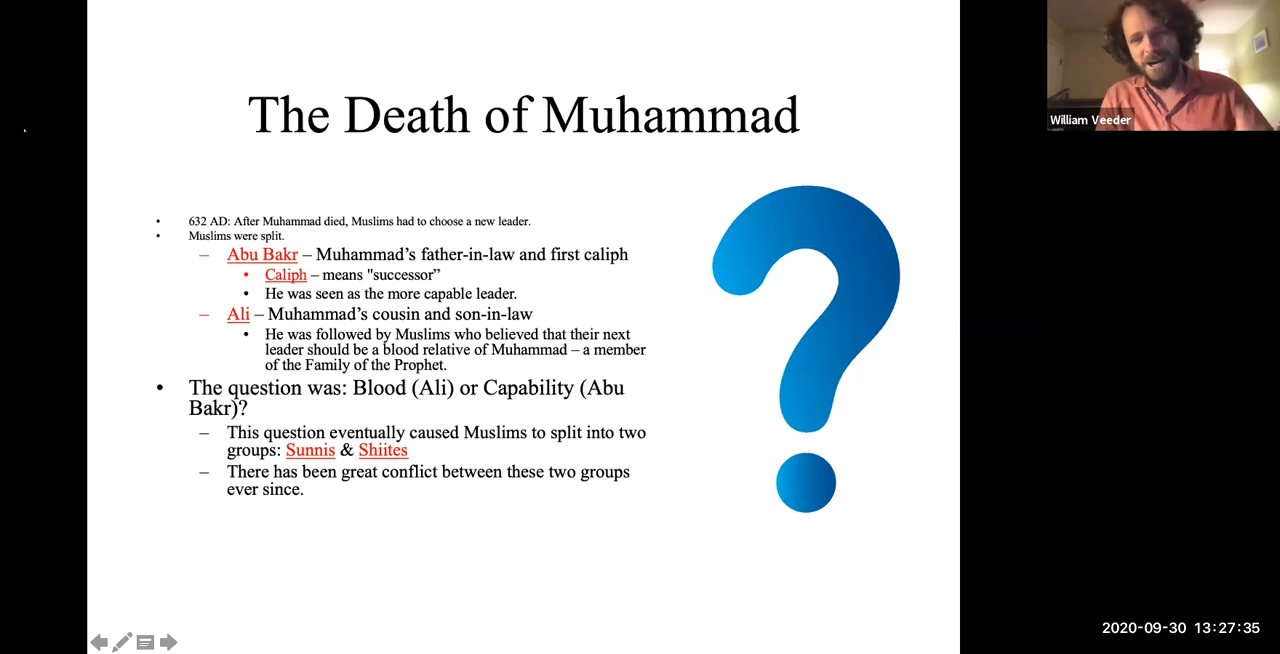 The Death of Muhammad
• 632 AD: After Muhammad died, Muslims had to choose a new leader.
• Muslims were split.
– Abu Bakr – Muhammad’s father-in-law and first caliph
• Caliph – means "successor”
• He was seen as the more capable leader.
– Ali – Muhammad’s cousin and son-in-law
• He was followed by Muslims who believed that their next
leader should be a blood relative of Muhammad – a member
of the Family of the Prophet.
• The question was: Blood (Ali) or Capability (Abu
Bakr)?
– This question eventually caused Muslims to split into two
groups: Sunnis & Shiites
– There has been great conflict between these two groups
ever since.
?
William Veeder
2020-09-30 13:27:35